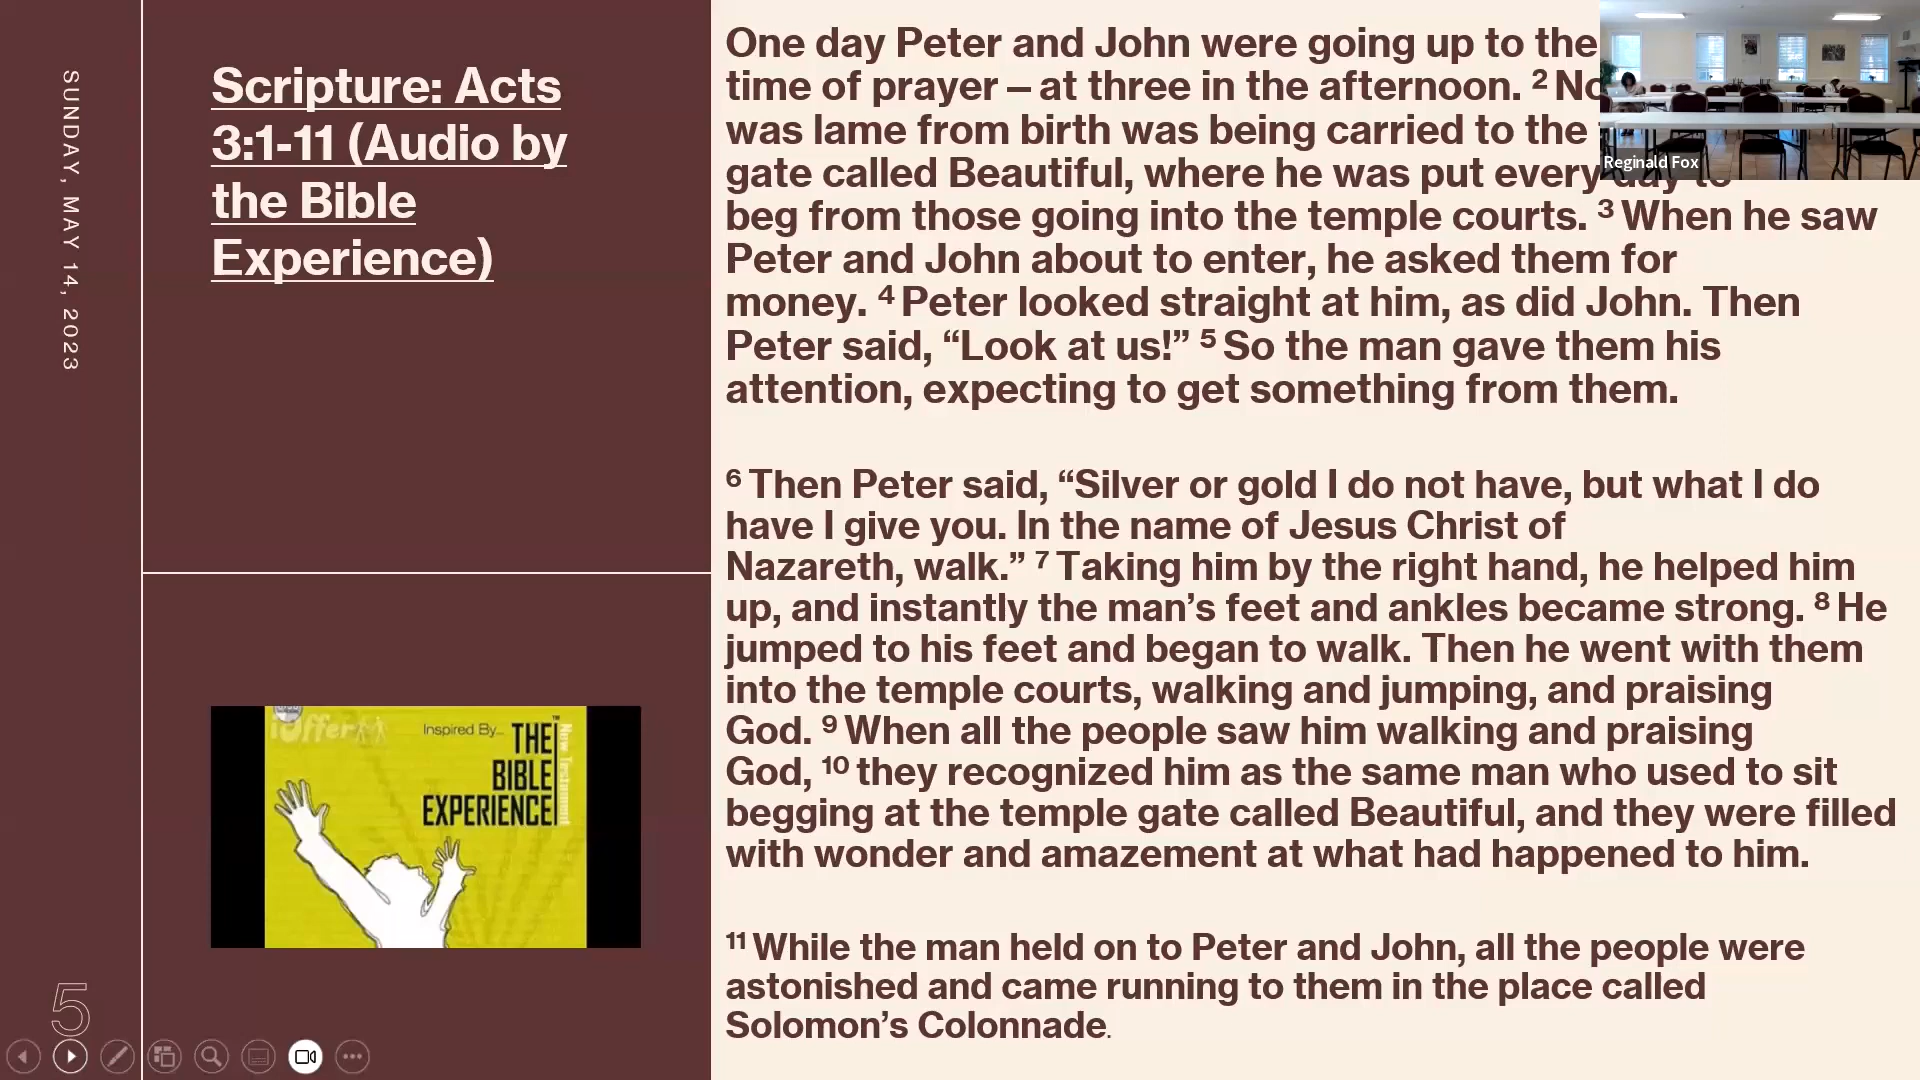 SUNDAY, MAY 14, 2023
Scripture: Acts
3:1-11 (Audio by
the Bible
Experience)
iOffer
Inspired By...
THE
BIBLE
EXPERIENCE
™
New Testament
5
One day Peter and John were going up to the
time of prayer – at three in the afternoon. 2 No
was lame from birth was being carried to the
gate called Beautiful, where he was put every day to
beg from those going into the temple courts. 3 When he saw
Peter and John about to enter, he asked them for
money. 4 Peter looked straight at him, as did John. Then
Peter said, “Look at us!” 5 So the man gave them his
attention, expecting to get something from them.
6 Then Peter said, “Silver or gold I do not have, but what I do
have I give you. In the name of Jesus Christ of
Nazareth, walk.” 7 Taking him by the right hand, he helped him
up, and instantly the man’s feet and ankles became strong. 8 He
jumped to his feet and began to walk. Then he went with them
into the temple courts, walking and jumping, and praising
God. 9 When all the people saw him walking and praising
God, 10 they recognized him as the same man who used to sit
begging at the temple gate called Beautiful, and they were filled
with wonder and amazement at what had happened to him.
11 While the man held on to Peter and John, all the people were
astonished and came running to them in the place called
Solomon’s Colonnade.
Reginald Fox